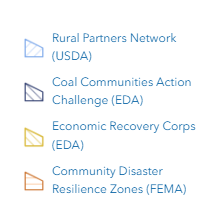 Rural Partners Network
(USDA)
Coal Communities Action
Challenge (EDA)
Economic Recovery Corps
(EDA)
Community Disaster
Resilience Zones (FEMA)